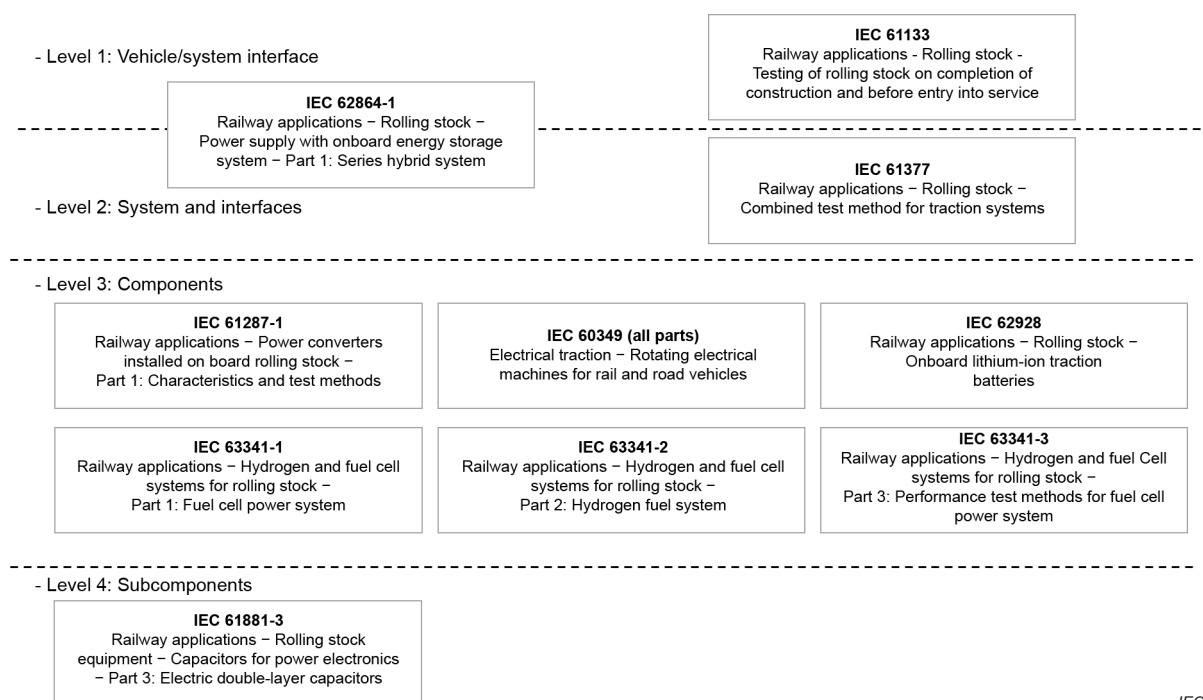 - Level 1: Vehicle/system interface
IEC 61133
Railway applications - Rolling stock -
Testing of rolling stock on completion of
construction and before entry into service
IEC 62864-1
Railway applications − Rolling stock −
Power supply with onboard energy storage
system − Part 1: Series hybrid system
IEC 61377
Railway applications − Rolling stock −
Combined test method for traction systems
- Level 2: System and interfaces
- Level 3: Components
IEC 61287-1
Railway applications − Power converters
installed on board rolling stock −
Part 1: Characteristics and test methods
IEC 60349 (all parts)
Electrical traction − Rotating electrical
machines for rail and road vehicles
IEC 62928
Railway applications − Rolling stock −
Onboard lithium-ion traction
batteries
IEC 63341-1
Railway applications − Hydrogen and fuel cell
systems for rolling stock −
Part 1: Fuel cell power system
IEC 63341-2
Railway applications − Hydrogen and fuel cell
systems for rolling stock −
Part 2: Hydrogen fuel system
IEC 63341-3
Railway applications − Hydrogen and fuel Cell
systems for rolling stock −
Part 3: Performance test methods for fuel cell
power system
- Level 4: Subcomponents
IEC 61881-3
Railway applications − Rolling stock
equipment − Capacitors for power electronics
− Part 3: Electric double-layer capacitors
IEC